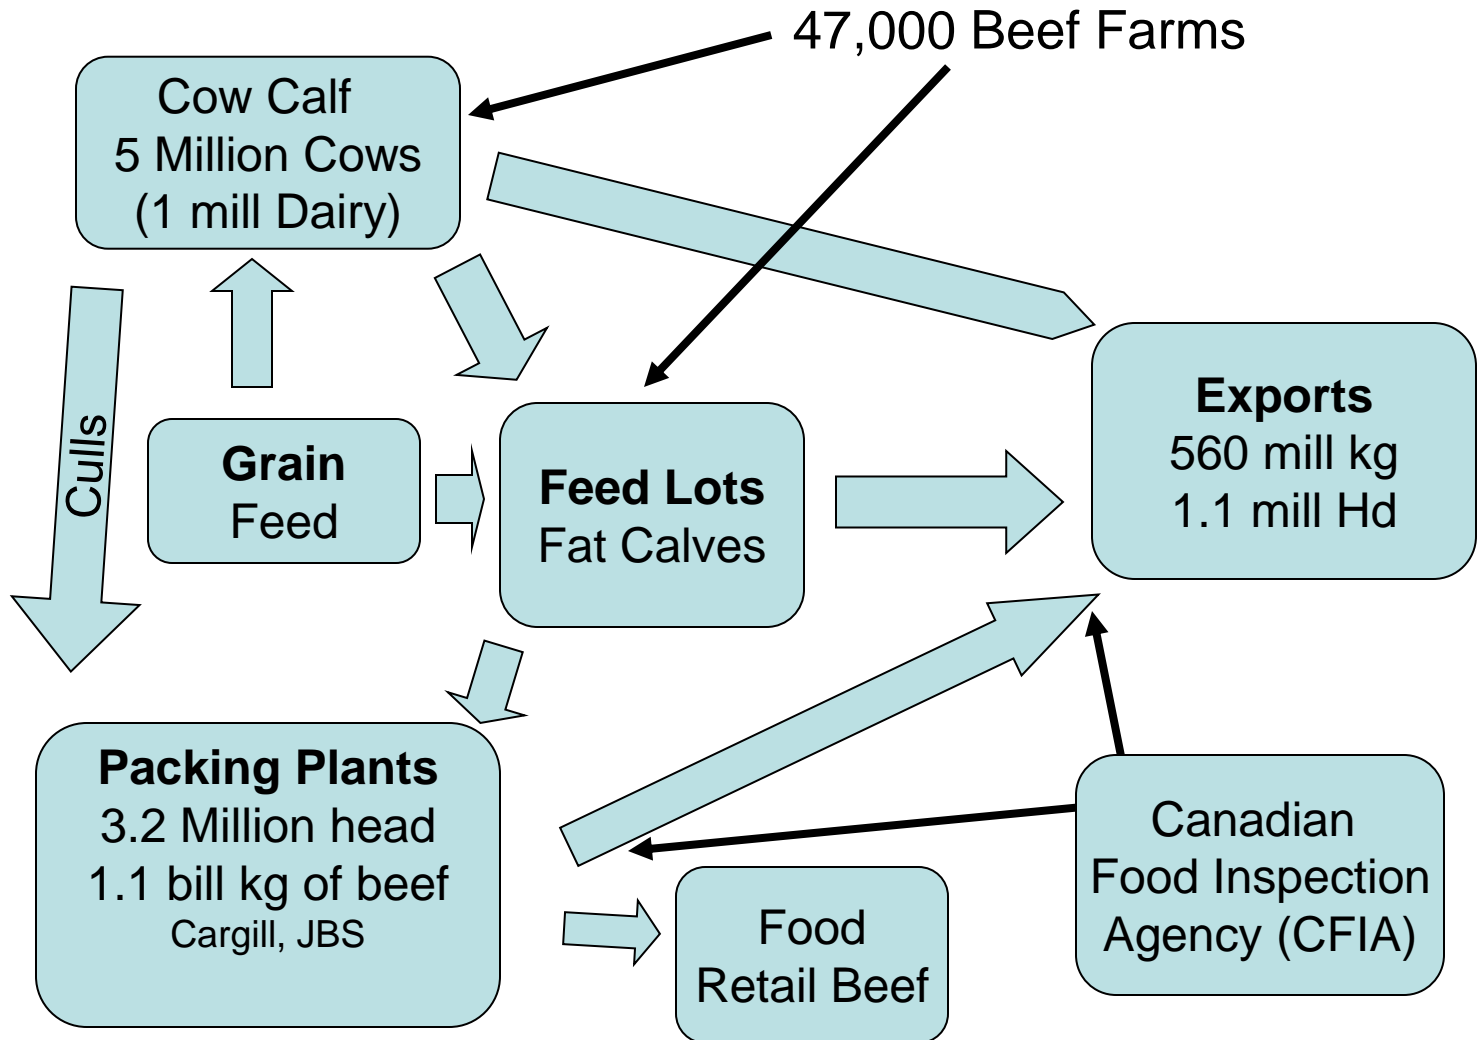 47,000 Beef Farms
Cow Calf
5 Million Cows
(1 mill Dairy)
Culls
Grain
Feed
Feed Lots
Fat Calves
Exports
560 mill kg
1.1 mill Hd
Packing Plants
3.2 Million head
1.1 bill kg of beef
Cargill, JBS
Food
Retail Beef
Canadian
Food Inspection
Agency (CFIA)